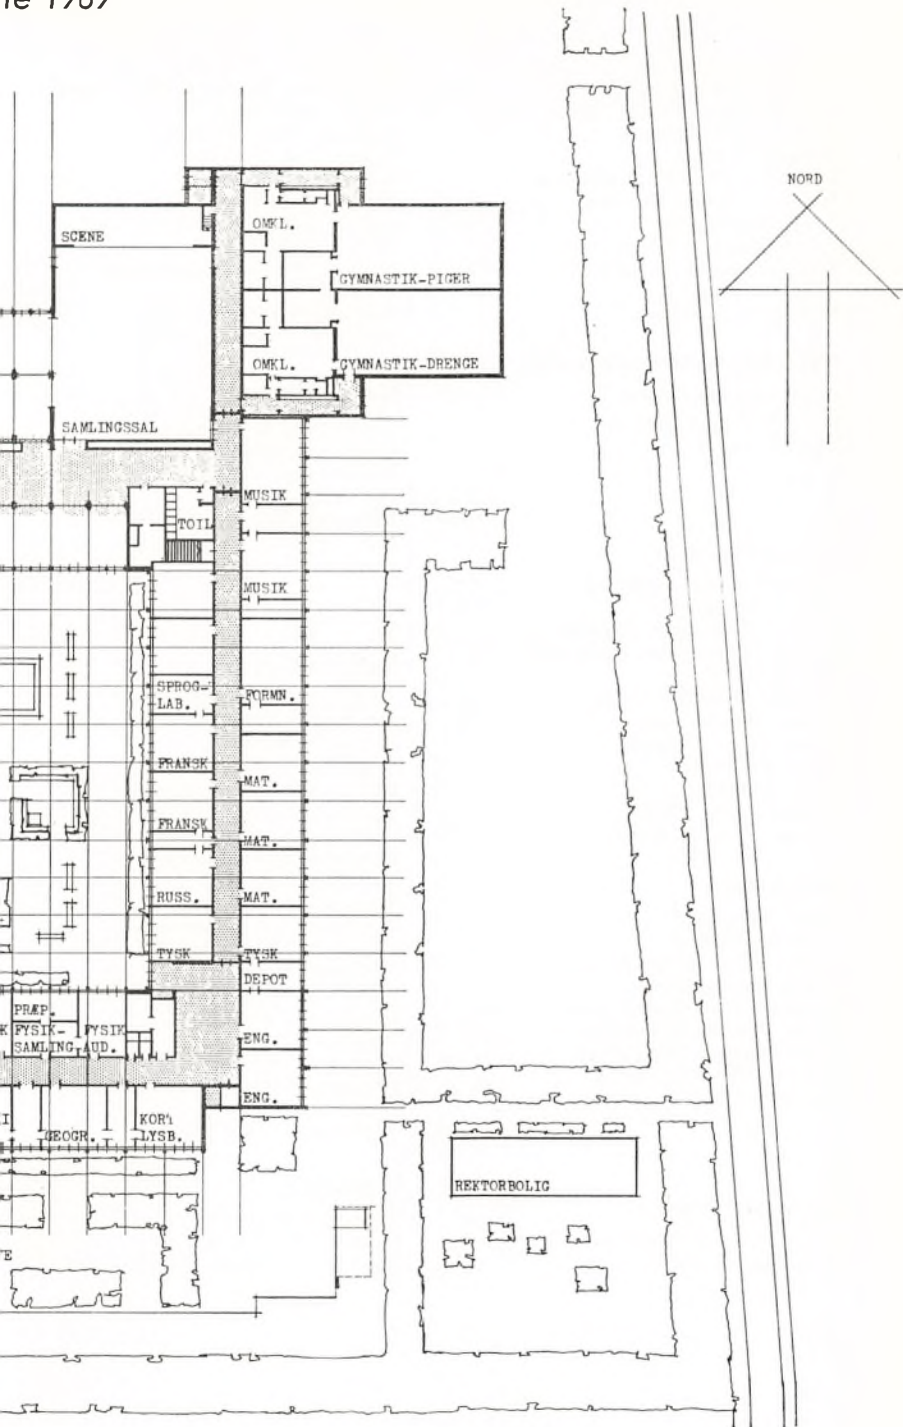 1969
NORD
SCENE
OMKL.
GYMNASTIK-PIGER
OMKL.
GYMNASTIK-DRENGE
SAMLINGSSAL
MUSIK
TOIL
MUSIK
SPROG-
LAB.
FORMN.
FRANSK
MAT.
FRANSK
MAT.
RUSS.
MAT.
TYSK
TYSK
DEPOT
PRÆP.
FYSIK-
SAMLING
FYSIK
AUD.
ENG.
ENG.
GEOGR.
LYSB.
REKTORBOLIG